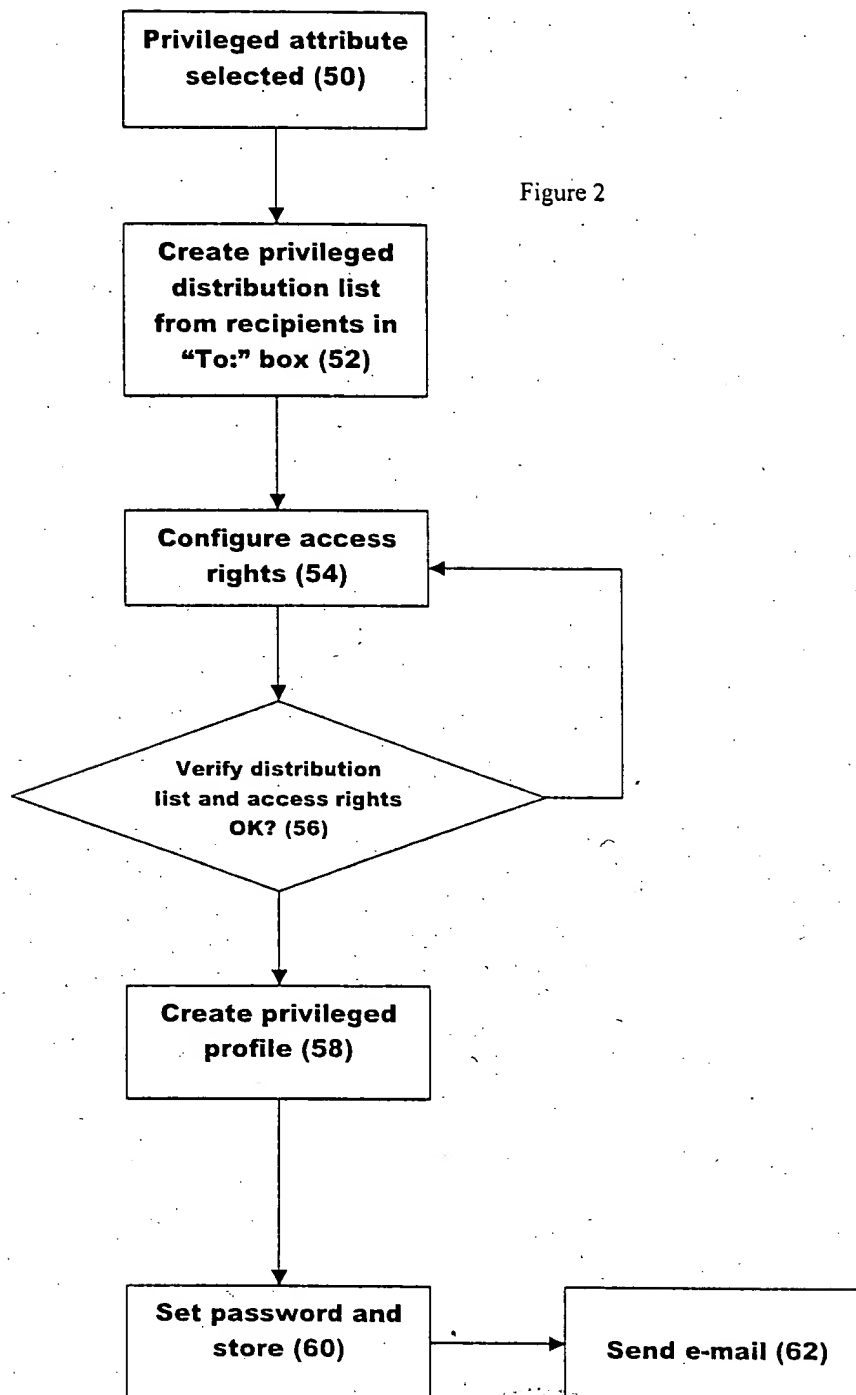 Privileged attribute
selected (50)
Figure 2
Create privileged
distribution list
from recipients in
“To:” box (52)
Configure access
rights (54)
Verify distribution
list and access rights
OK? (56)
Create privileged
profile (58)
Set password and
store (60)
Send e-mail (62)